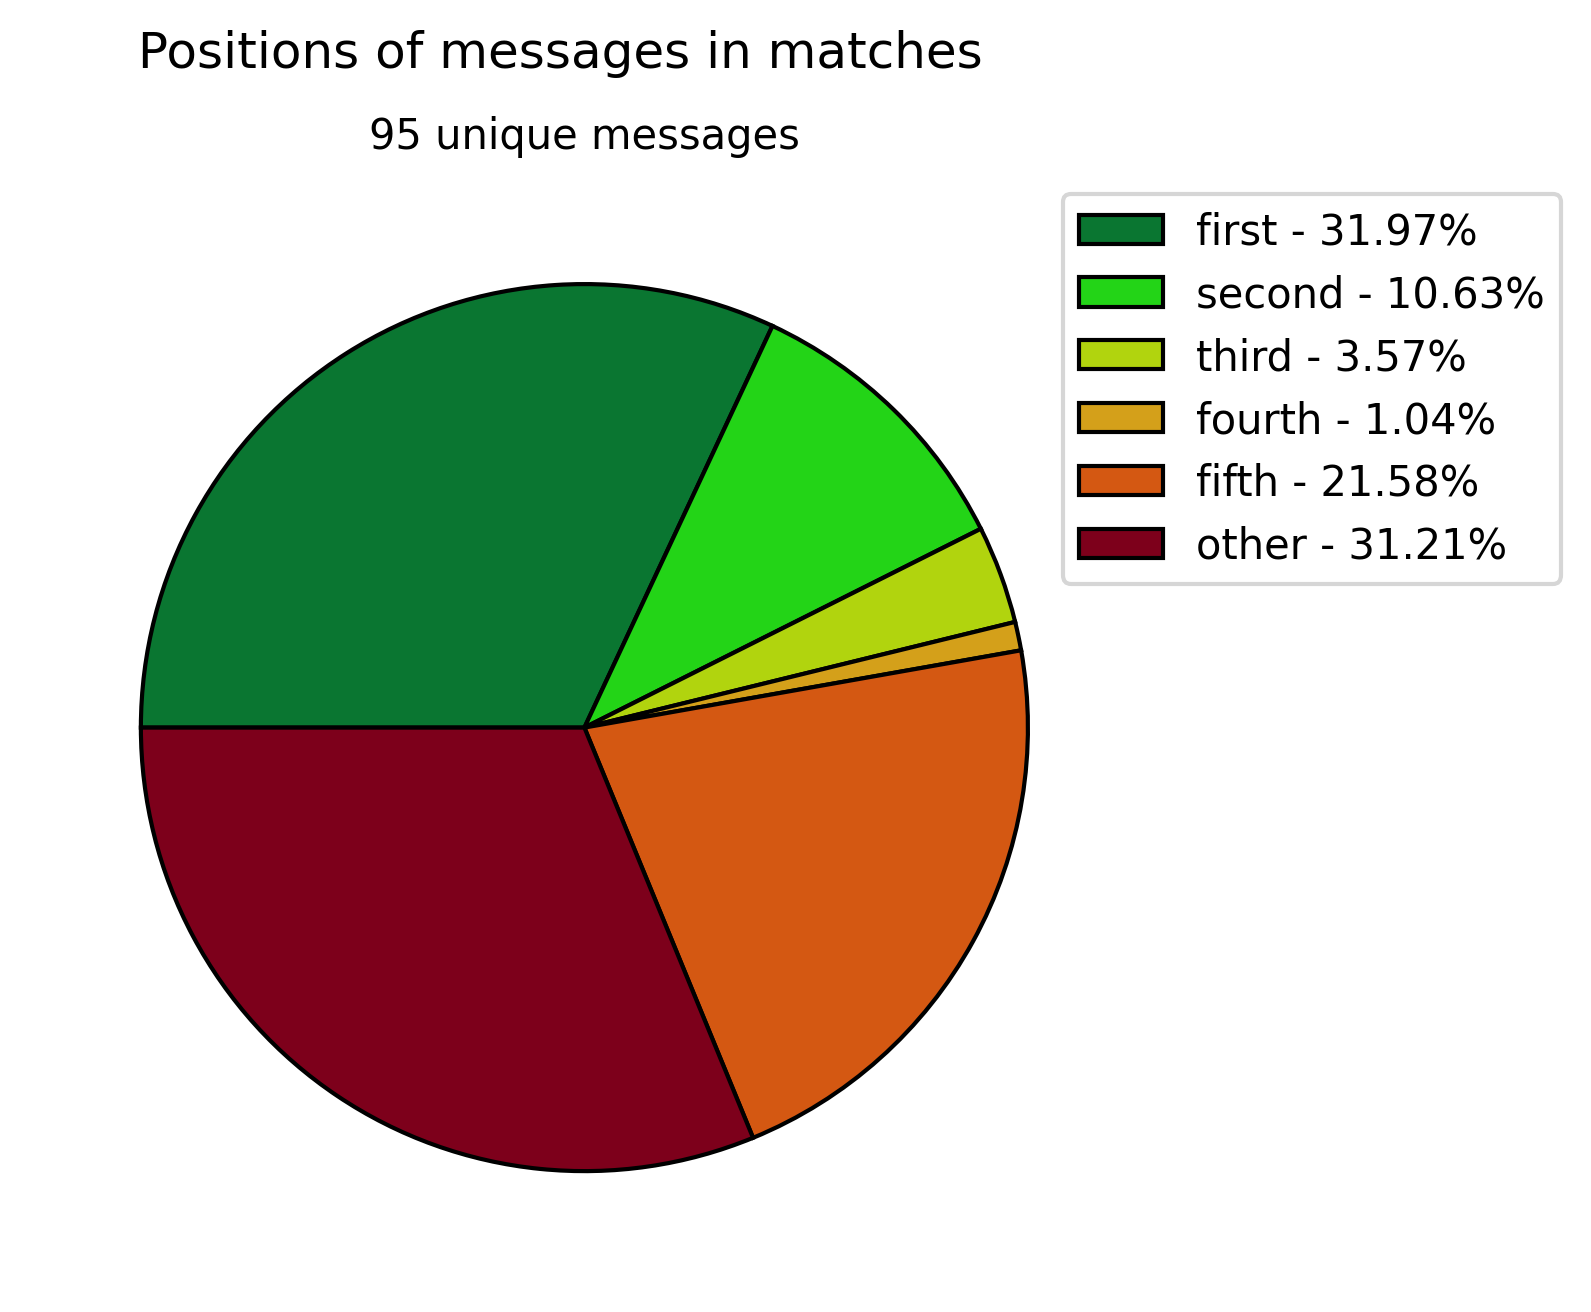 Positions of messages in matches
95 unique messages
first - 31.97%
second - 10.63%
third - 3.57%
fourth - 1.04%
fifth - 21.58%
other - 31.21%